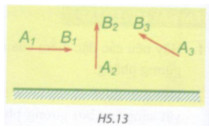 A₁ B₁ B₂ B₃
A₂ A₃
H5.13